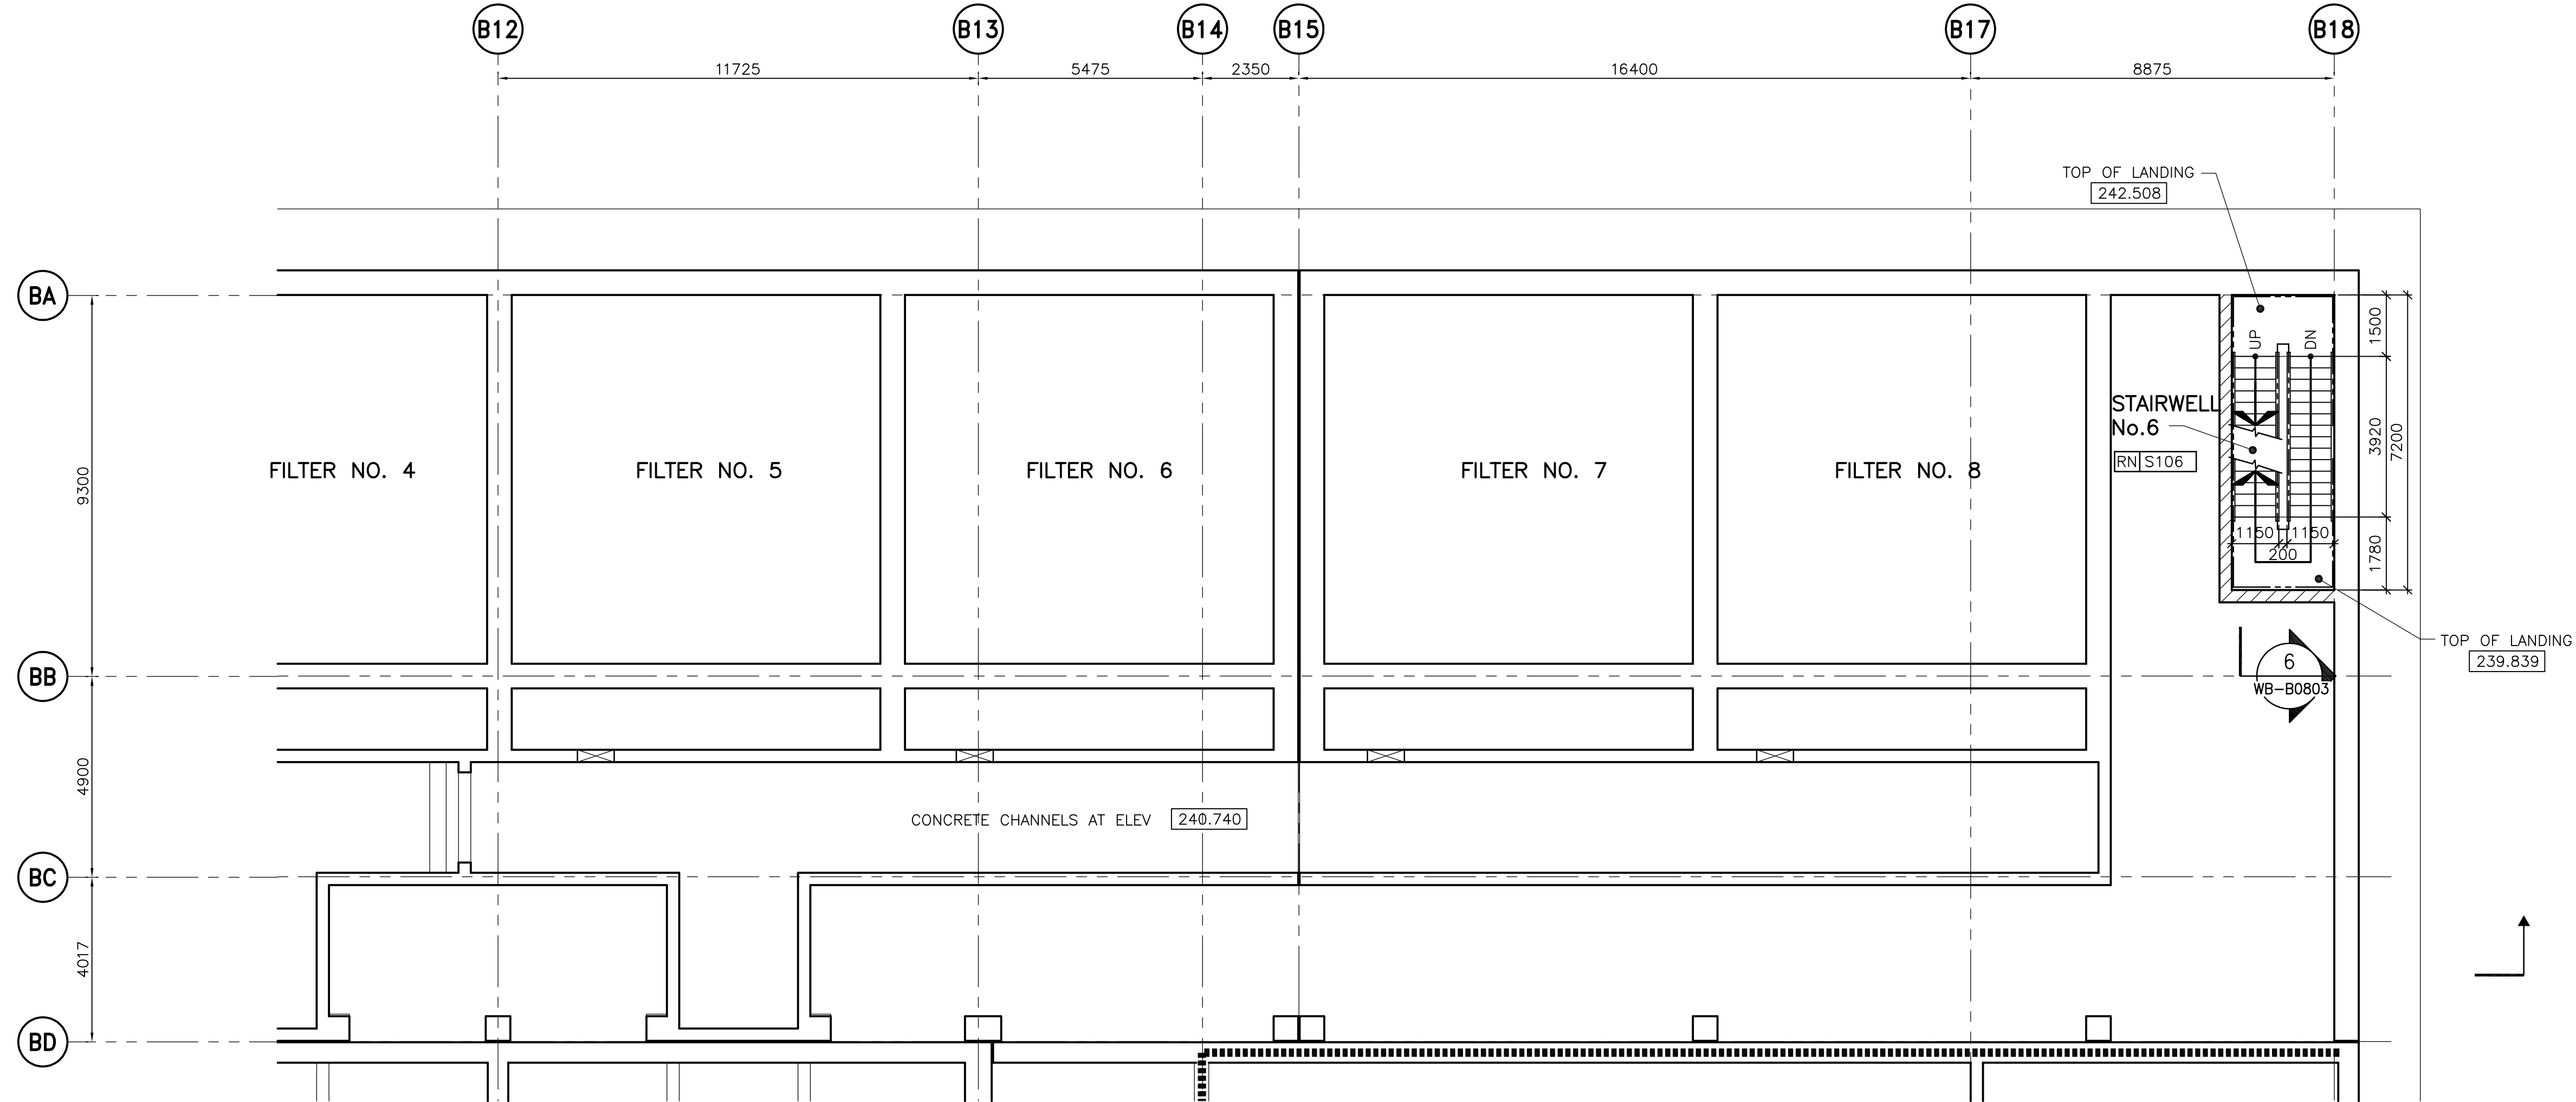 B12
B13
B14
B15
B17
B18
11725
5475
2350
16400
8875
TOP OF LANDING
242.508
BA
BB
BC
BD
9300
4900
4017
UP
DN
1500
3920
7200
1780
STAIRWELL
No.6
RN S106
FILTER NO. 4
FILTER NO. 5
FILTER NO. 6
FILTER NO. 7
FILTER NO. 8
1150
1150
200
TOP OF LANDING
239.839
6
WB-B0803
CONCRETE CHANNELS AT ELEV 240.740